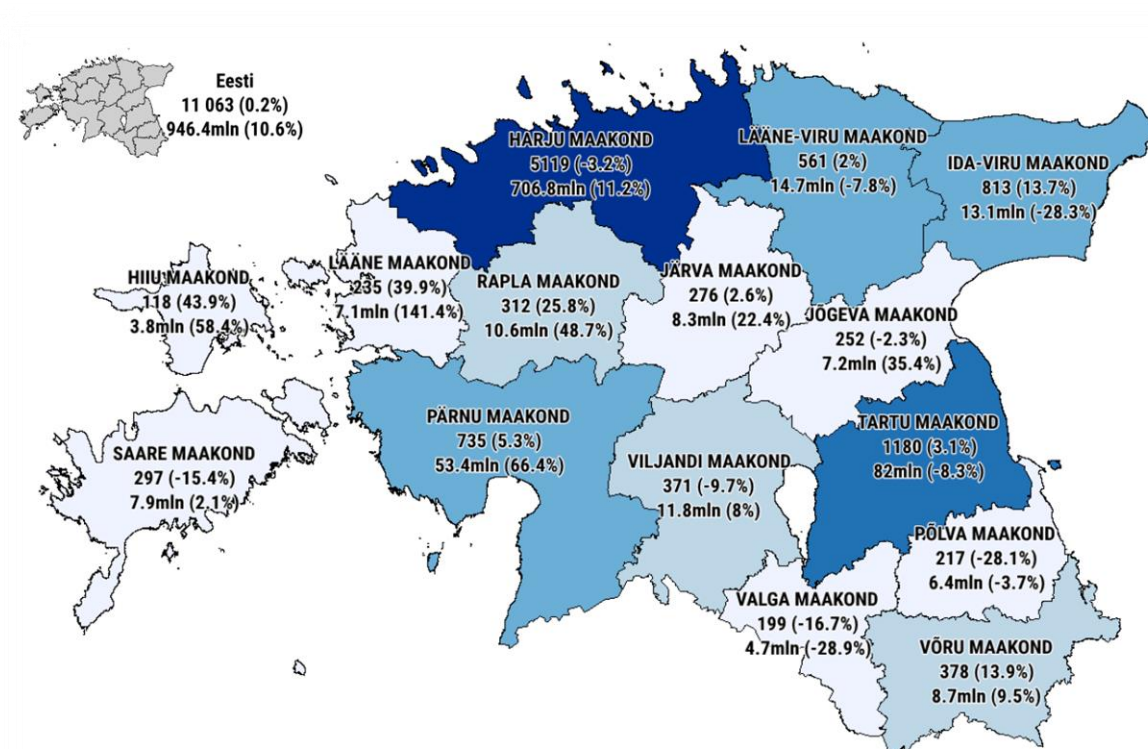 Eesti
11 063 (0.2%)
946.4mln (10.6%)
HARJU MAAKOND
5119 (-3.2%)
706.8mln (11.2%)
LÄÄNE-VIRU MAAKOND
561 (2%)
14.7mln (-7.8%)
IDA-VIRU MAAKOND
813 (13.7%)
13.1mln (-28.3%)
HIIU MAAKOND
118 (43.9%)
3.8mln (58.4%)
LÄÄNE MAAKOND
235 (39.9%)
7.1mln (141.4%)
RAPLA MAAKOND
312 (25.8%)
10.6mln (48.7%)
JÄRVA MAAKOND
276 (2.6%)
8.3mln (22.4%)
JÕGEVA MAAKOND
252 (-2.3%)
7.2mln (35.4%)
SAARE MAAKOND
297 (-15.4%)
7.9mln (2.1%)
PÄRNU MAAKOND
735 (5.3%)
53.4mln (66.4%)
VILJANDI MAAKOND
371 (-9.7%)
11.8mln (8%)
TARTU MAAKOND
1180 (3.1%)
82mln (-8.3%)
PÕLVA MAAKOND
217 (-28.1%)
6.4mln (-3.7%)
VALGA MAAKOND
199 (-16.7%)
4.7mln (-28.9%)
VÕRU MAAKOND
378 (13.9%)
8.7mln (9.5%)